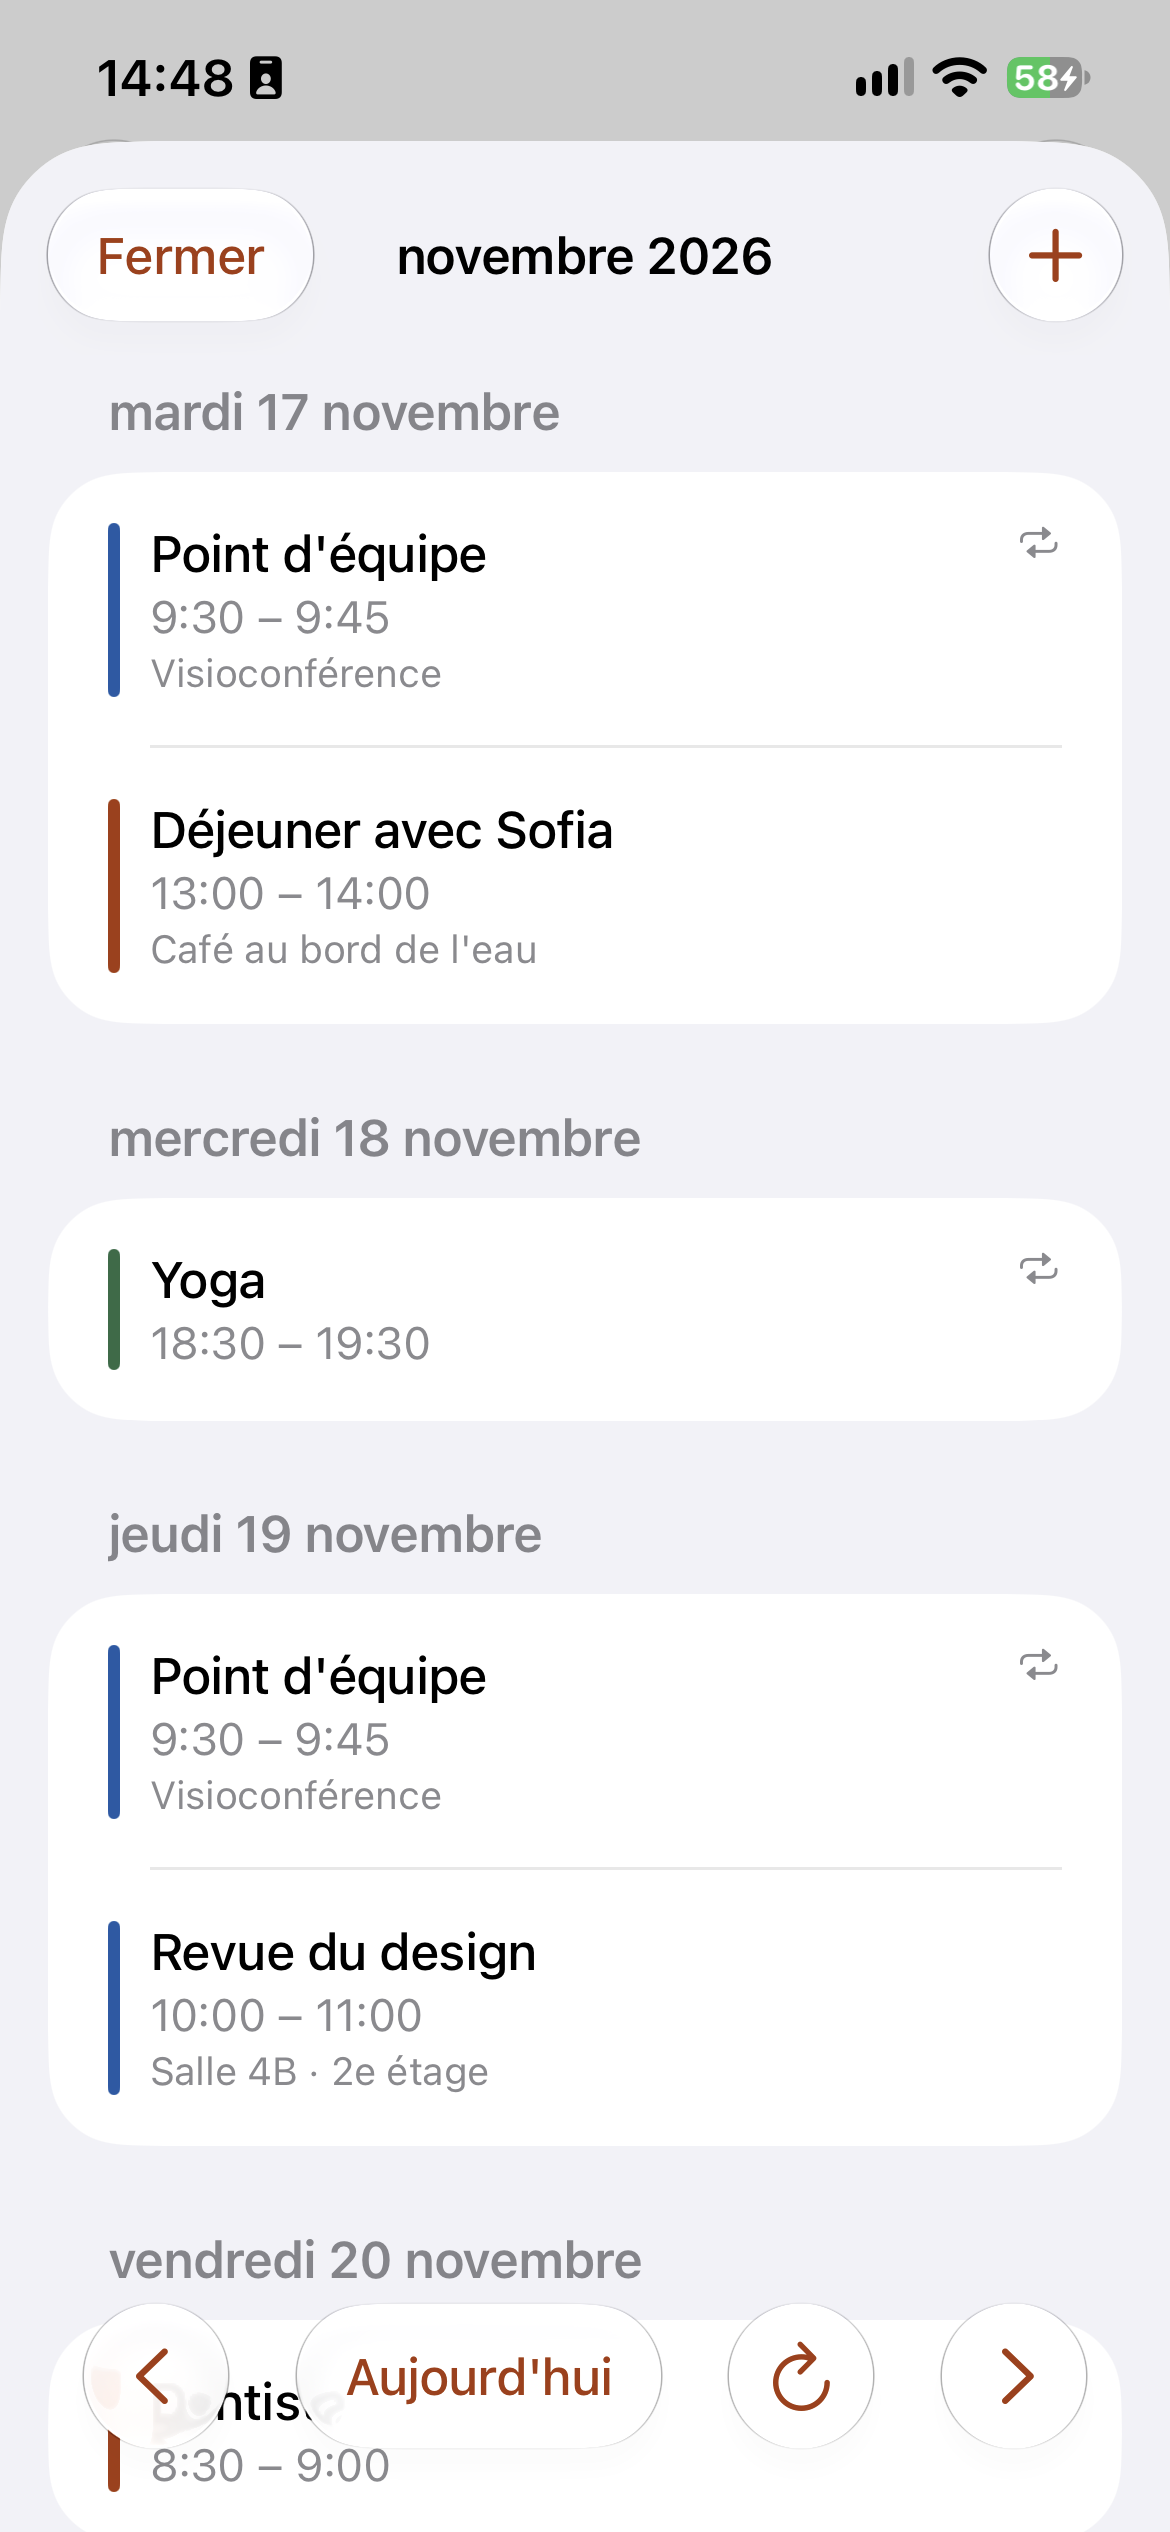 14:48
58
Fermer
novembre 2026
mardi 17 novembre
Point d'équipe
9:30 – 9:45
Visioconférence
Déjeuner avec Sofia
13:00 – 14:00
Café au bord de l'eau
mercredi 18 novembre
Yoga
18:30 – 19:30
jeudi 19 novembre
Point d'équipe
9:30 – 9:45
Visioconférence
Revue du design
10:00 – 11:00
Salle 4B · 2e étage
vendredi 20 novembre
Aujourd'hui
8:30 – 9:00